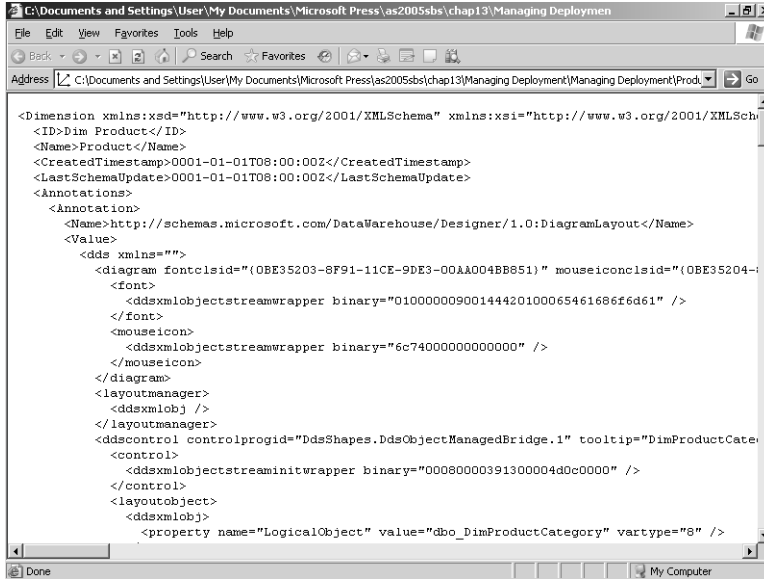 C:\Documents and Settings\User\My Documents\Microsoft Press\as2005sbs\chap13\Managing Deploymen
File Edit View Favorites Tools Help
Back Search Favorites
Address C:\Documents and Settings\User\My Documents\Microsoft Press\as2005sbs\chap13\Managing Deployment\Managing Deployment\Produ Go
<Dimension xmlns:xsd="http://www.w3.org/2001/XMLSchema" xmlns:xsi="http://www.w3.org/2001/XMLSch
<ID>Dim Product</ID>
<Name>Product</Name>
<CreatedTimestamp>0001-01-01T08:00:00Z</CreatedTimestamp>
<LastSchemaUpdate>0001-01-01T08:00:00Z</LastSchemaUpdate>
<Annotations>
<Annotation>
<Name>http://schemas.microsoft.com/DataWarehouse/Designer/1.0:DiagramLayout</Name>
<Value>
<dds xmlns="">
<diagram fontclsid="{0BE35203-8F91-11CE-9DE3-00AA004BB851}" mouseiconclsid="{0BE35204-
<font>
<ddsxmlobjectstreamwrapper binary="01000000900144420100065461686f6d61" />
</font>
<mouseicon>
<ddsxmlobjectstreamwrapper binary="6c74000000000000" />
</mouseicon>
</diagram>
<layoutmanager>
<ddsxmlobj />
</layoutmanager>
<ddscontrol controlprogid="DdsShapes.DdsObjectManagedBridge.1" tooltip="DimProductCate
<control>
<ddsxmlobjectstreaminitwrapper binary="00080000391300004d0c0000" />
</control>
<layoutobject>
<ddsxmlobj>
<property name="LogicalObject" value="dbo_DimProductCategory" vartype="8" />
Done My Computer